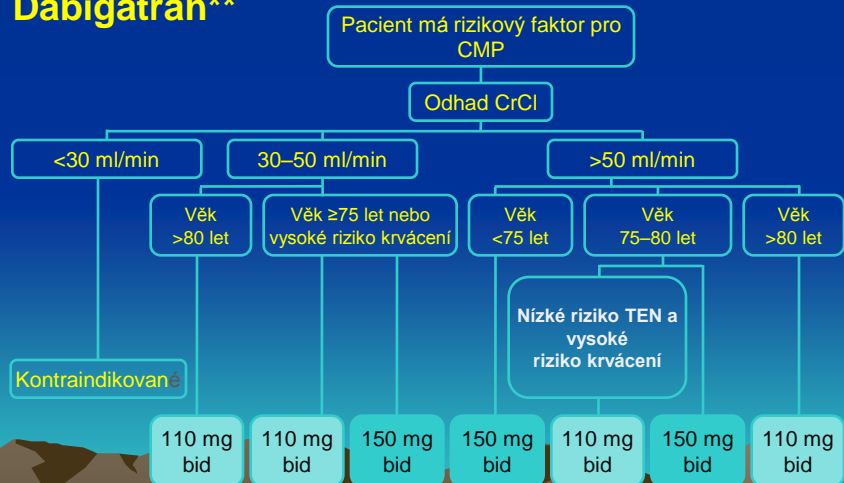 Dabigatran**
Pacient má rizikový faktor pro
CMP
Odhad CrCl
<30 ml/min
30–50 ml/min
>50 ml/min
Věk
>80 let
Věk ≥75 let nebo
vysoké riziko krvácení
Věk
<75 let
Věk
75–80 let
Věk
>80 let
Nízké riziko TEN a
vysoké
riziko krvácení
Kontraindikované
110 mg
bid
110 mg
bid
150 mg
bid
150 mg
bid
110 mg
bid
150 mg
bid
110 mg
bid